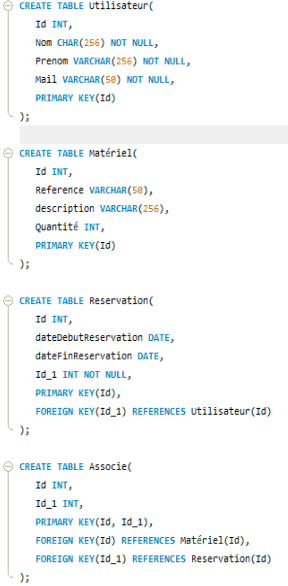 CREATE TABLE Utilisateur(
Id INT,
Nom CHAR(256) NOT NULL,
Prenom VARCHAR(256) NOT NULL,
Mail VARCHAR(50) NOT NULL,
PRIMARY KEY(Id)
);
CREATE TABLE Matériel(
Id INT,
Reference VARCHAR(50),
description VARCHAR(256),
Quantité INT,
PRIMARY KEY(Id)
);
CREATE TABLE Reservation(
Id INT,
dateDebutReservation DATE,
dateFinReservation DATE,
Id_1 INT NOT NULL,
PRIMARY KEY(Id),
FOREIGN KEY(Id_1) REFERENCES Utilisateur(Id)
);
CREATE TABLE Associe(
Id INT,
Id_1 INT,
PRIMARY KEY(Id, Id_1),
FOREIGN KEY(Id) REFERENCES Matériel(Id),
FOREIGN KEY(Id_1) REFERENCES Reservation(Id)
);